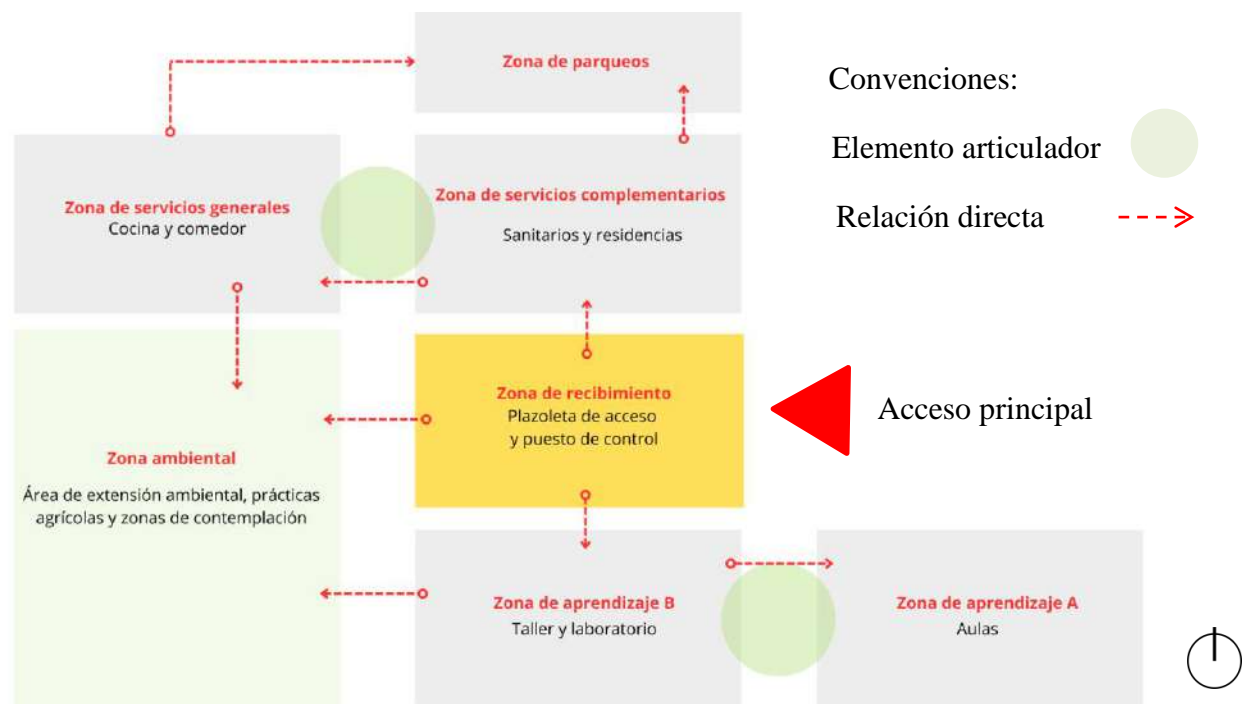 Zona de parqueos
Convenciones:
Elemento articulador
Relación directa
Zona de servicios generales
Cocina y comedor
Zona de servicios complementarios
Sanitarios y residencias
Zona de recibimiento
Plazoleta de acceso
y puesto de control
Acceso principal
Zona ambiental
Área de extensión ambiental, prácticas
agrícolas y zonas de contemplación
Zona de aprendizaje B
Taller y laboratorio
Zona de aprendizaje A
Aulas